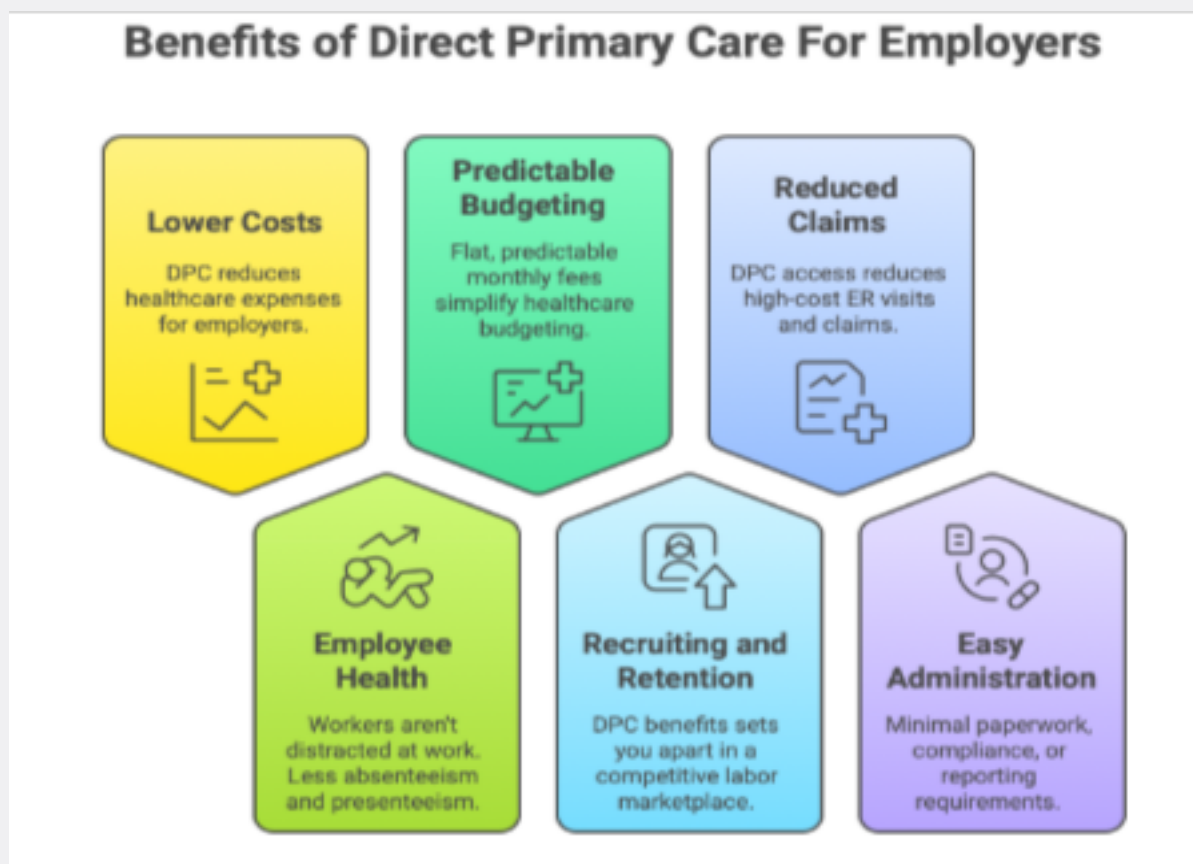 Benefits of Direct Primary Care For Employers
Lower Costs
DPC reduces
healthcare expenses
for employers.
Predictable
Budgeting
Flat, predictable
monthly fees
simplify healthcare
budgeting.
Reduced
Claims
DPC access reduces
high-cost ER visits
and claims.
Employee
Health
Workers aren't
distracted at work.
Less absenteeism
and presenteeism.
Recruiting and
Retention
DPC benefits sets
you apart in a
competitive labor
marketplace.
Easy
Administration
Minimal paperwork,
compliance, or
reporting
requirements.